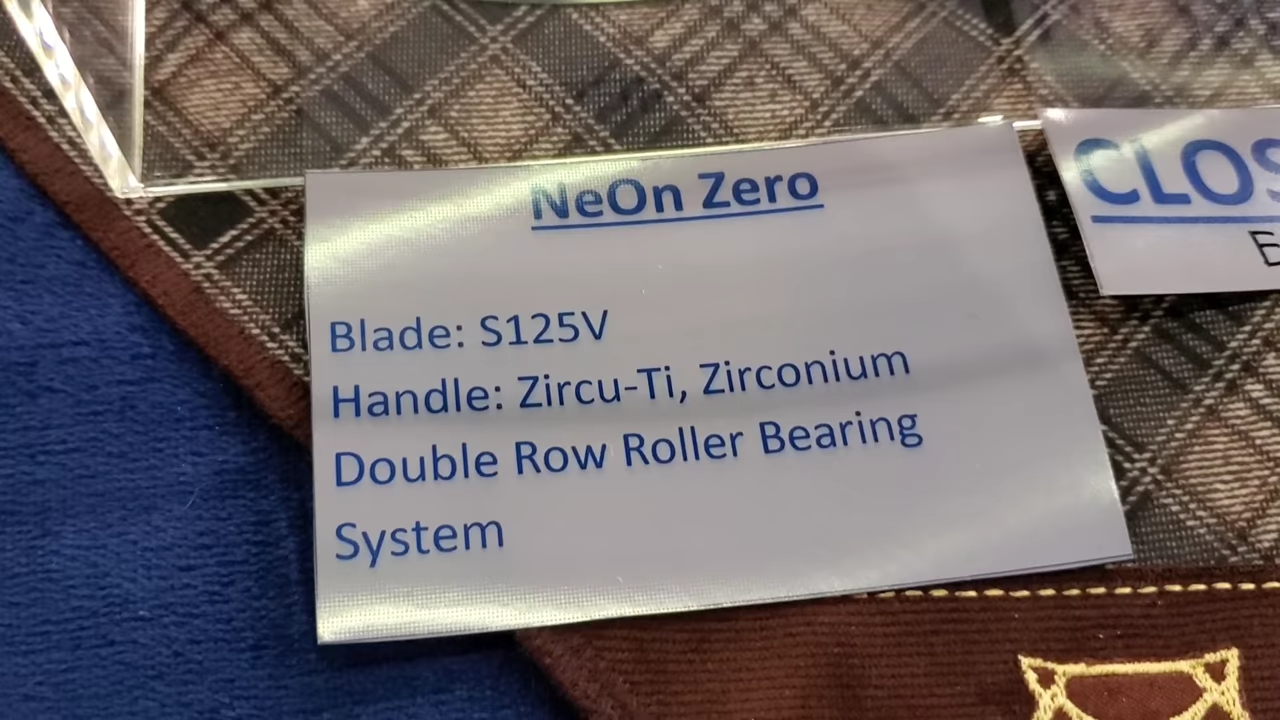 NeOn Zero
Blade: S125V
Handle: Zircu-Ti, Zirconium
Double Row Roller Bearing
System